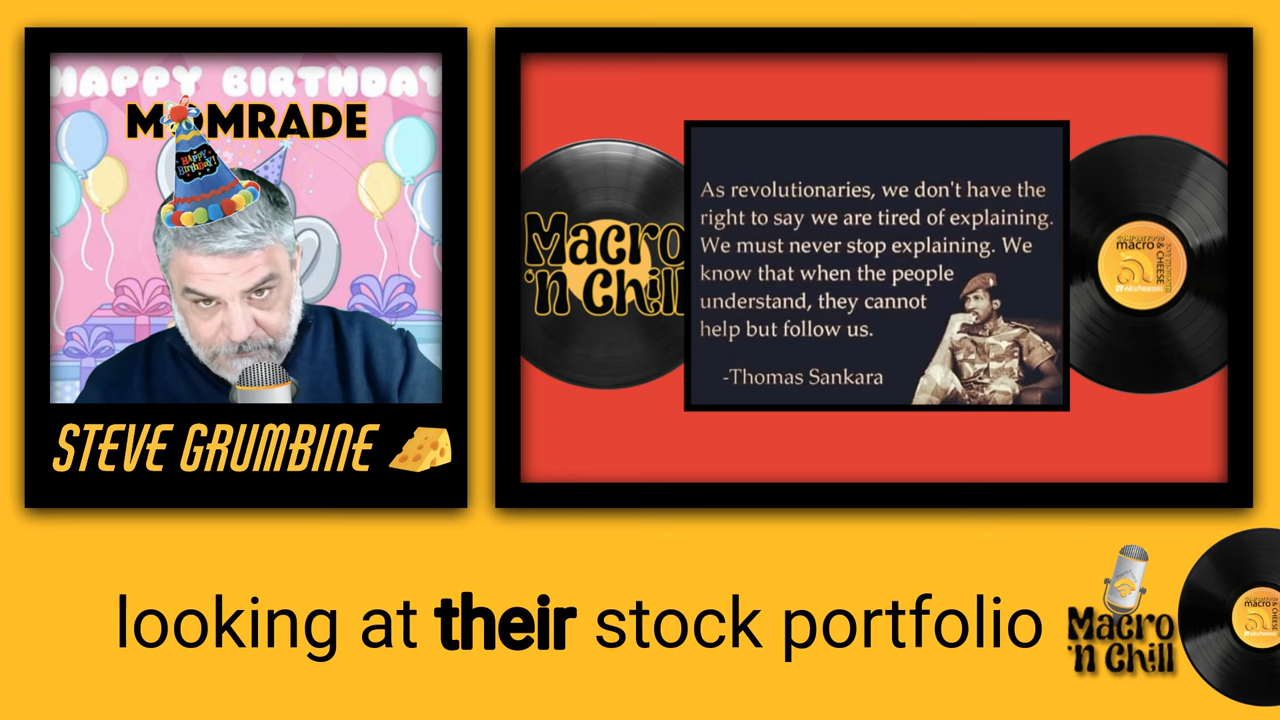 HAPPY BIRTHDAY
M MRADE
HAPPY
Birthday!
STEVE GRUMBINE
Macro
'n Chill
As revolutionaries, we don't have the
right to say we are tired of explaining.
We must never stop explaining. We
know that when the people
understand, they cannot
help but follow us.
-Thomas Sankara
macro
& CHEESE
looking at their stock portfolio
Macro
'n Chill
macro